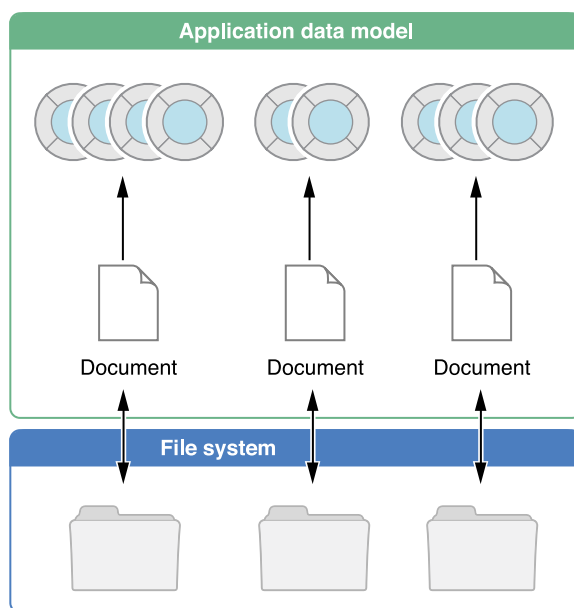 Application data model
Document
Document
Document
File system